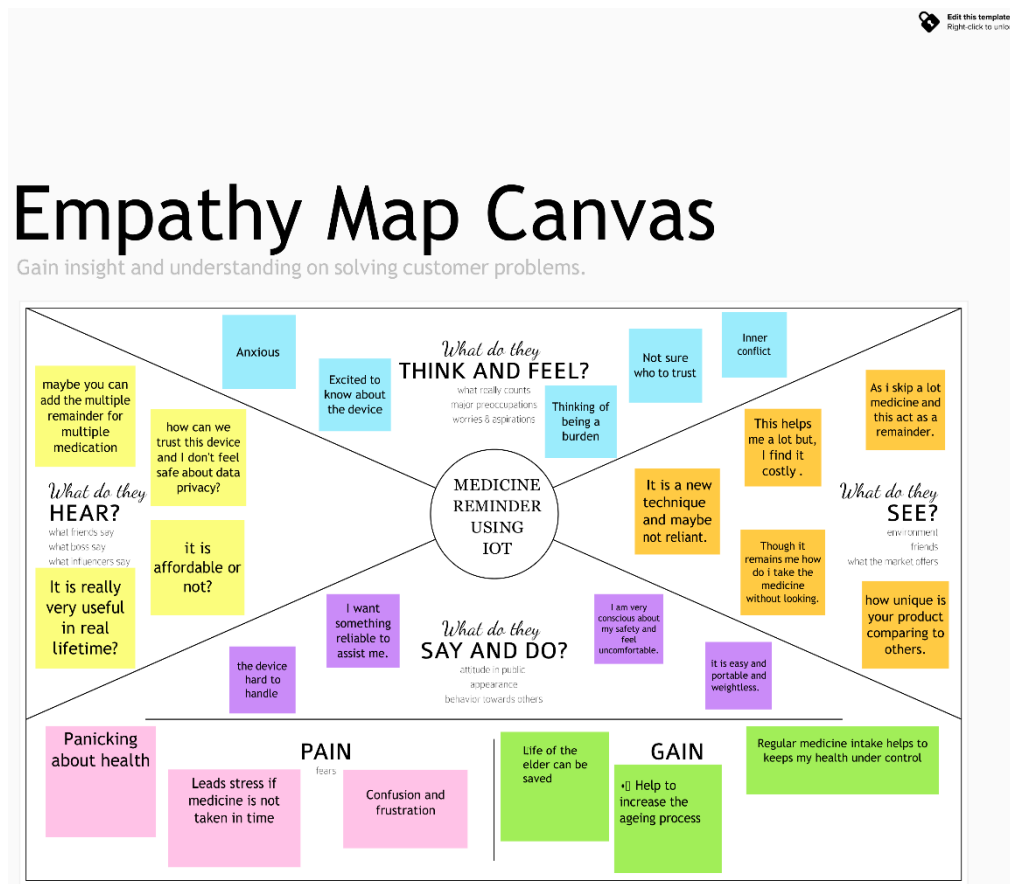 Edit this template
Right-click to
Empathy Map Canvas
Gain insight and understanding on solving customer problems.
Anxious
Excited to
know about
the device
What do they
THINK AND FEEL?
what really counts
major preoccupations
worries & aspirations
Thinking of
being a
burden
Not sure
who to trust
Inner
conflict
maybe you can
add the multiple
remainder for
multiple
medication
how can we
trust this device
and I don't feel
safe about data
privacy?
What do they
HEAR?
what friends say
what boss say
what influencers say
it is
affordable or
not?
It is really
very useful
in real
lifetime?
MEDICINE
REMINDER
USING
IOT
As i skip a lot
medicine and
this act as a
remainder.
This helps
me a lot but,
I find it
costly .
It is a new
technique
and maybe
not reliant.
What do they
SEE?
environment
friends
what the market offers
Though it
remains me how
do i take the
medicine
without looking.
how unique is
your product
comparing to
others.
I want
something
reliable to
assist me.
the device
hard to
handle
What do they
SAY AND DO?
attitude in public
appearance
behavior towards others
I am very
conscious about
my safety and
feel
uncomfortable.
it is easy and
portable and
weightless.
Panicking
about health
PAIN
fears
Leads stress if
medicine is not
taken in time
Confusion and
frustration
Life of the
elder can be
saved
GAIN
• Help to
increase the
ageing process
Regular medicine intake helps to
keeps my health under control